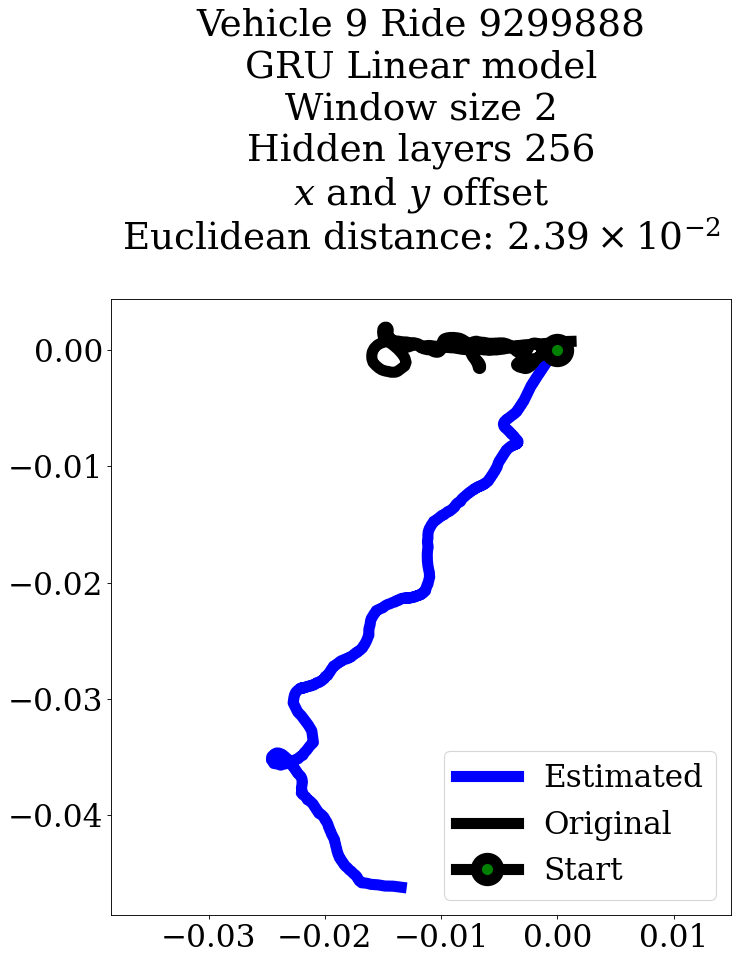 Vehicle 9 Ride 9299888
GRU Linear model
Window size 2
Hidden layers 256
x and y offset
Euclidean distance: 2.39 × 10⁻²
0.00
−0.01
−0.02
−0.03
−0.04
Estimated
Original
Start
−0.03 −0.02 −0.01 0.00 0.01